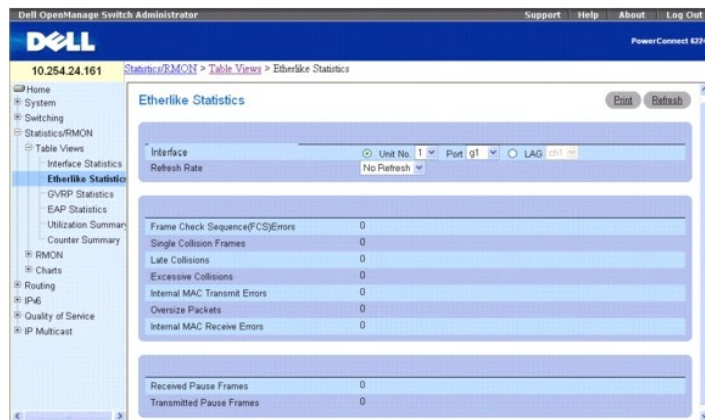 Dell OpenManage Switch Administrator
Support Help About Log Out
DELL
PowerConnect 6224
10.254.24.161
Statistics/RMON > Table Views > Etherlike Statistics
Home
System
Switching
Statistics/RMON
Table Views
Interface Statistics
Etherlike Statistics
GVRP Statistics
EAP Statistics
Utilization Summary
Counter Summary
RMON
Charts
Routing
IPv6
Quality of Service
IP Multicast
Etherlike Statistics
Print Refresh
Interface Unit No. 1 Port g1 LAG ch1
Refresh Rate No Refresh
Frame Check Sequence(FCS)Errors 0
Single Collision Frames 0
Late Collisions 0
Excessive Collisions 0
Internal MAC Transmit Errors 0
Oversize Packets 0
Internal MAC Receive Errors 0
Received Pause Frames 0
Transmitted Pause Frames 0